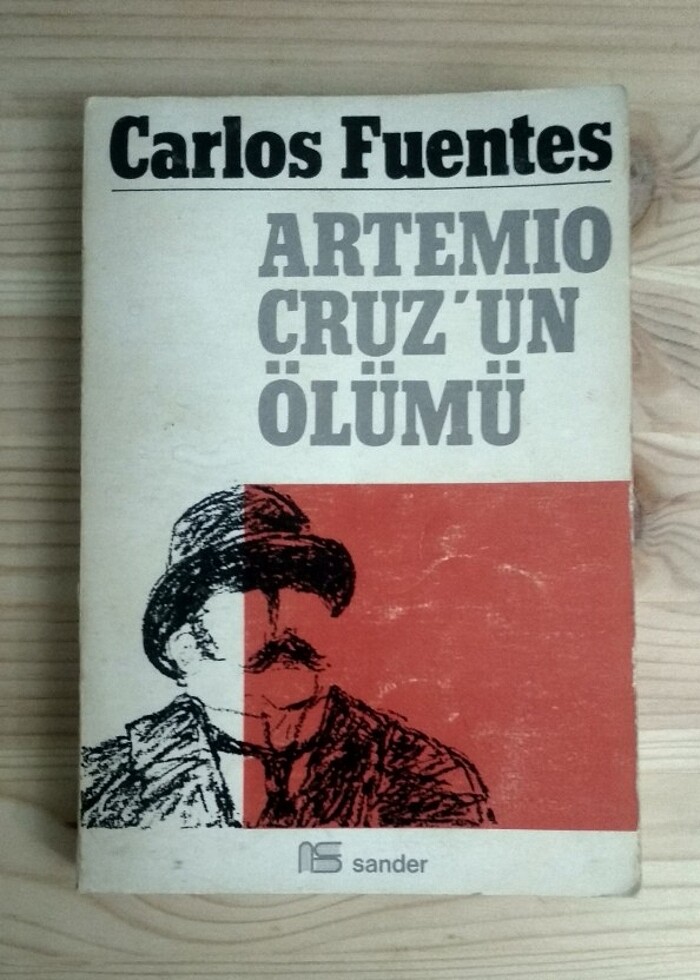 Carlos Fuentes
ARTEMIO
CRUZ'UN
ÖLÜMÜ
sander